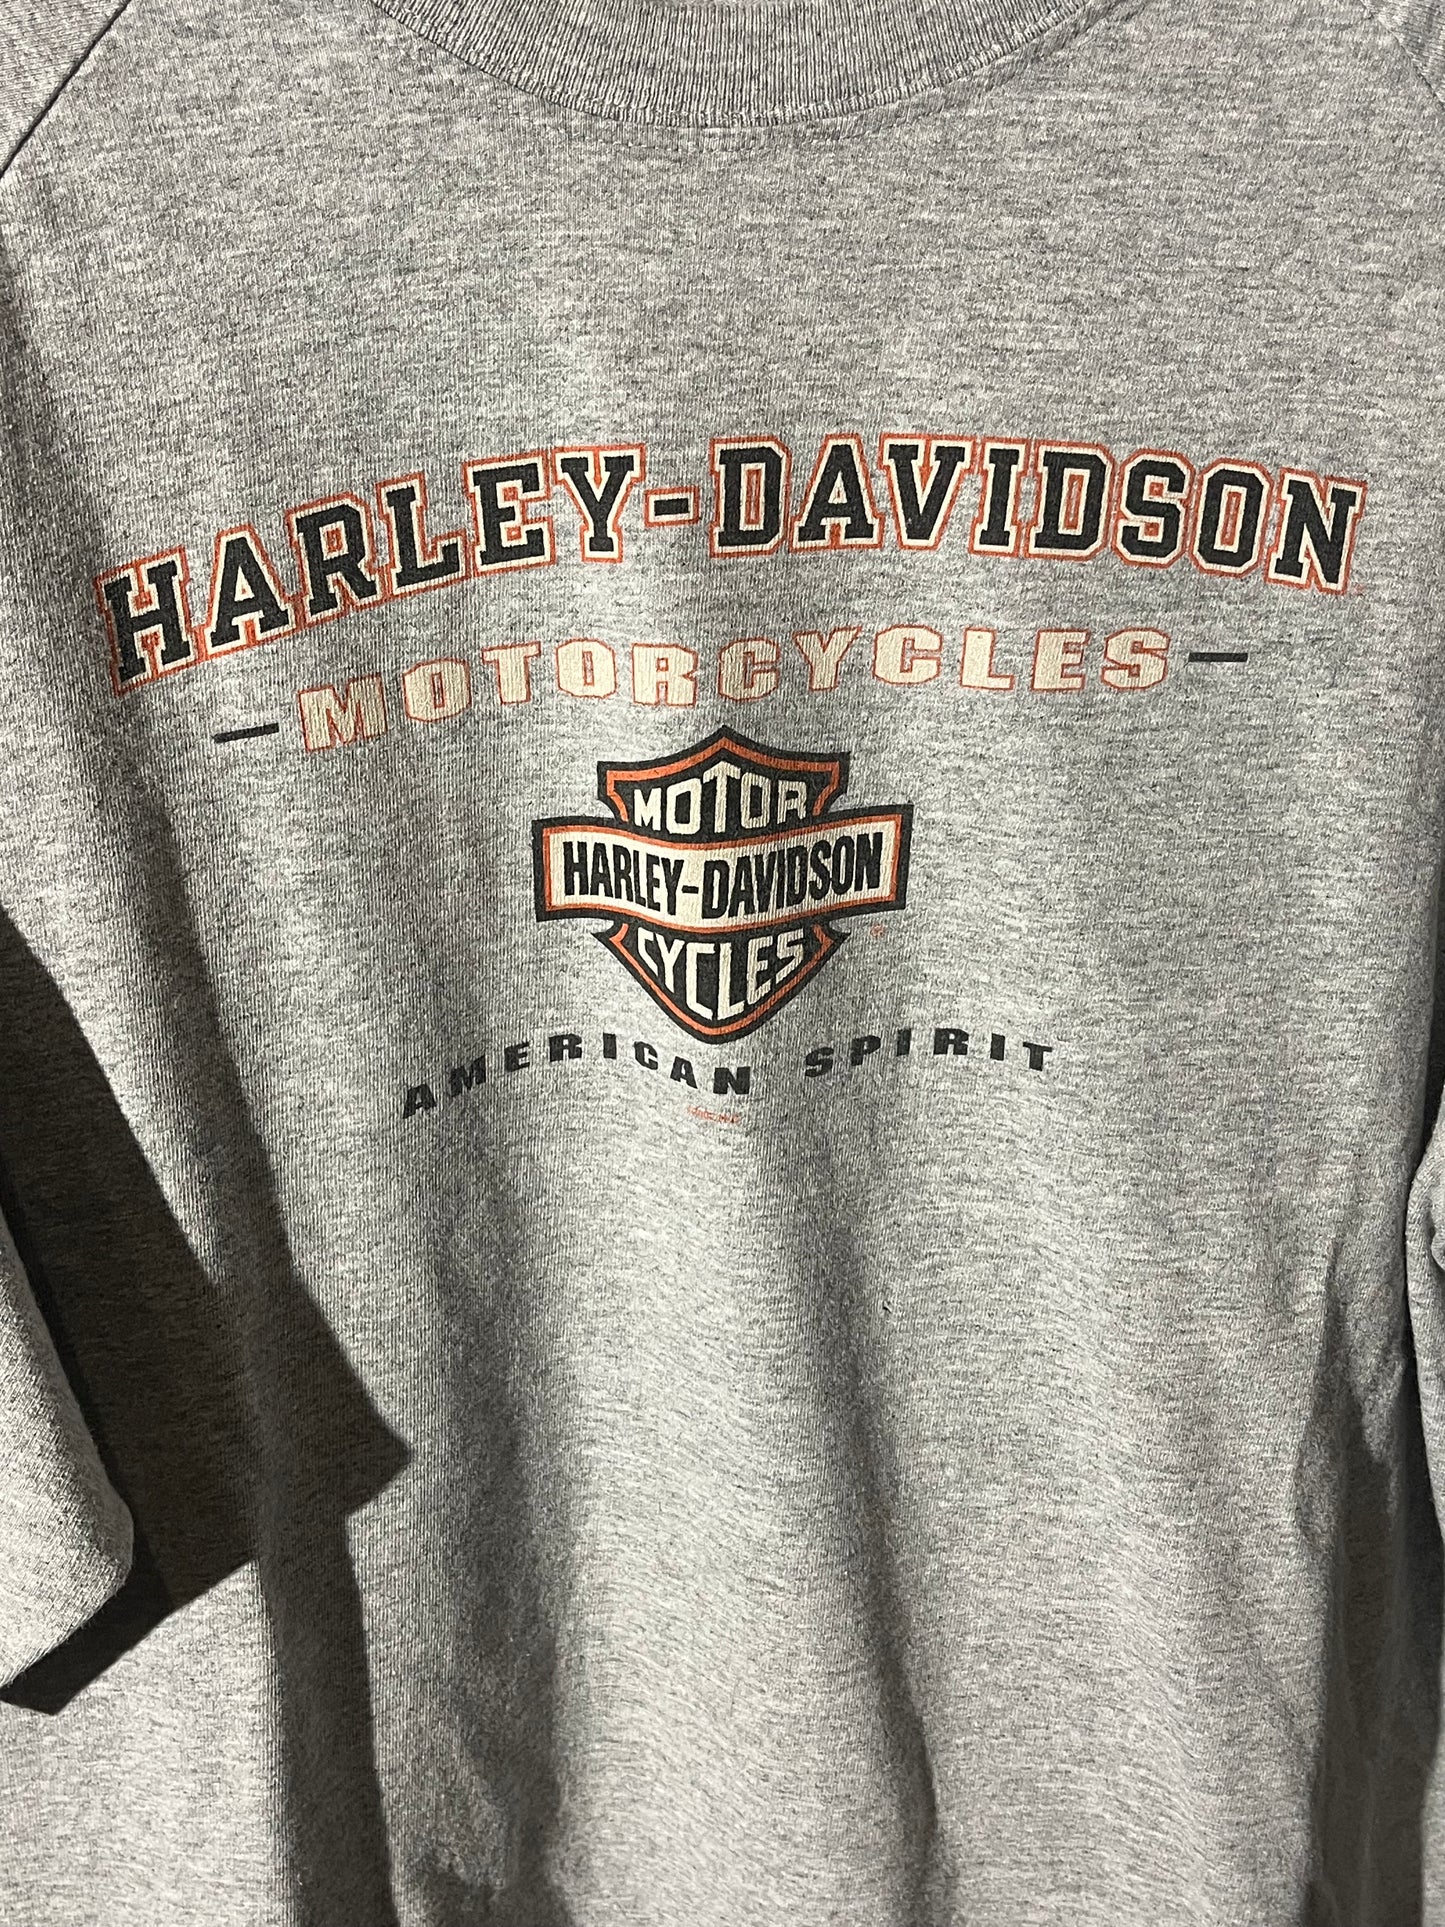 HARLEY-DAVIDSON
MOTORCYCLES
MOTOR
HARLEY-DAVIDSON
CYCLES
AMERICAN SPIRIT